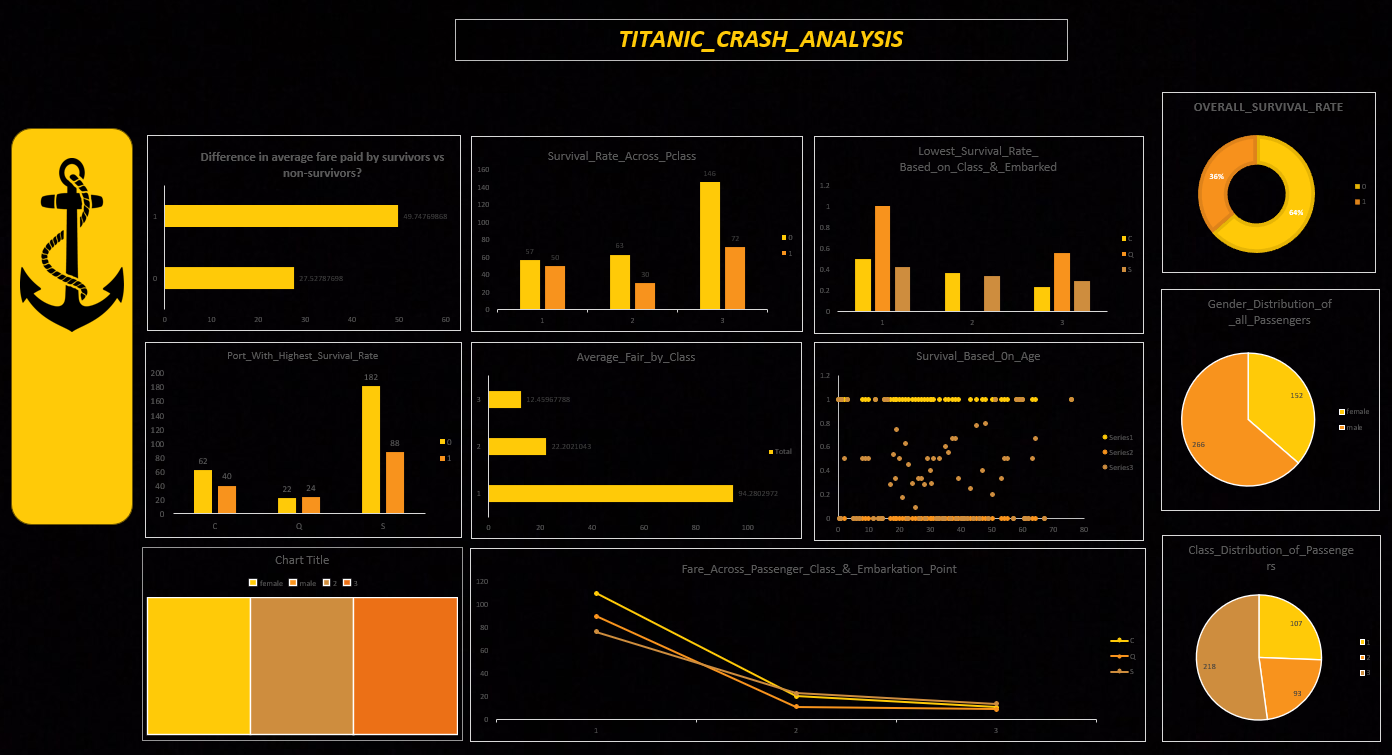 TITANIC_CRASH_ANALYSIS
OVERALL_SURVIVAL_RATE
36%
64%
0
1
Difference in average fare paid by survivors vs
non-survivors?
1
49.74769868
0
27.52787698
0 10 20 30 40 50 60
Survival_Rate_Across_Pclass
160
140
120
100
80
60
40
20
0
57
50
63
30
146
72
1 2 3
0
1
Lowest_Survival_Rate_
Based_on_Class_&_Embarked
1.2
1
0.8
0.6
0.4
0.2
0
1 2 3
C
Q
S
Gender_Distribution_of
_all_Passengers
152
266
female
male
Port_With_Highest_Survival_Rate
200
180
160
140
120
100
80
60
40
20
0
62
40
22
24
182
88
C Q S
0
1
Average_Fair_by_Class
3
12.45967788
2
22.2021043
1
94.2802972
0 20 40 60 80 100
Total
Survival_Based_0n_Age
1.2
1
0.8
0.6
0.4
0.2
0
0 10 20 30 40 50 60 70 80
Series1
Series2
Series3
Chart Title
female male 2 3
Fare_Across_Passenger_Class_&_Embarkation_Point
120
100
80
60
40
20
0
1 2 3
C
Q
S
Class_Distribution_of_Passenge
rs
107
93
218
1
2
3